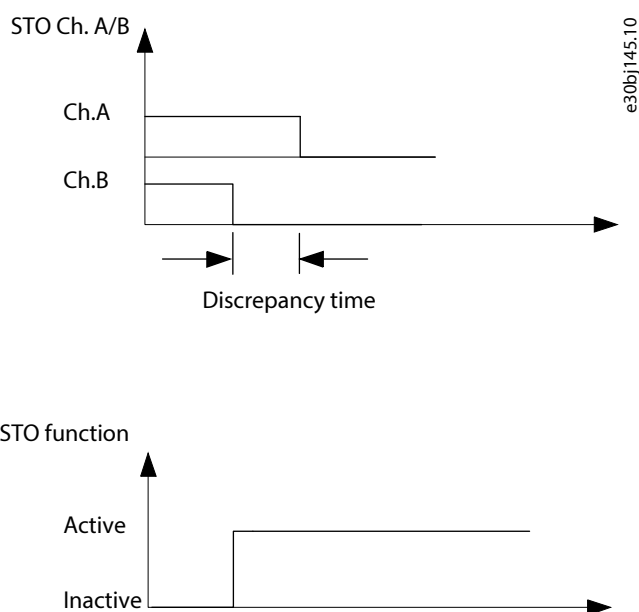 STO Ch. A/B
e30bj145.10
Ch.A
Ch.B
Discrepancy time
STO function
Active
Inactive